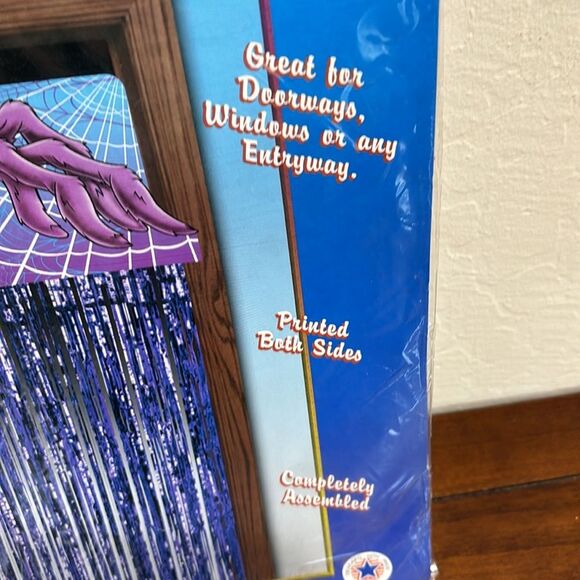 Great for
Doorways,
Windows or any
Entryway.
Printed
Both Sides
Completely
Assembled